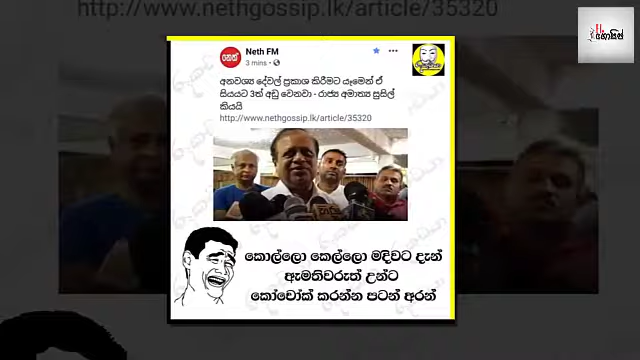 http://www.nethgossip.lk/article/35320
ගොසිප්
නෙත්
Neth FM
3 mins •
අනවශ්‍ය දේවල් ප්‍රකාශ කිරීමට යෑමෙන් ඒ
සියයට 3ත් අඩු වෙනවා - රාජ්‍ය අමාත්‍ය සුසිල්
කියයි
http://www.nethgossip.lk/article/35320
කොල්ලො කෙල්ලො මදිවට දැන්
ඇමතිවරුත් උන්ට
කෝචෝක් කරන්න පටන් අරන්